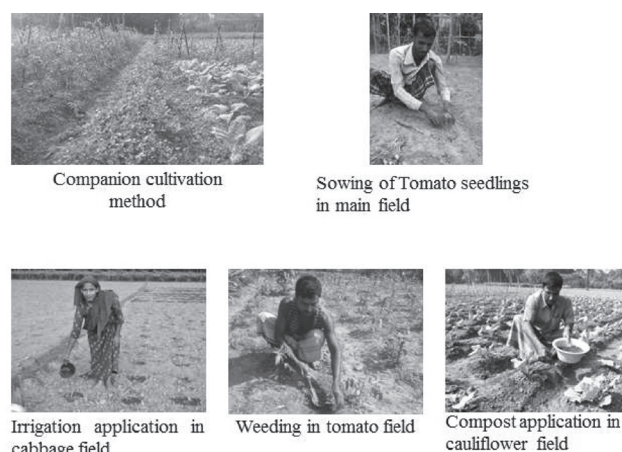 Companion cultivation
method
Sowing of Tomato seedlings
in main field
Irrigation application in
cabbage field
Weeding in tomato field
Compost application in
cauliflower field